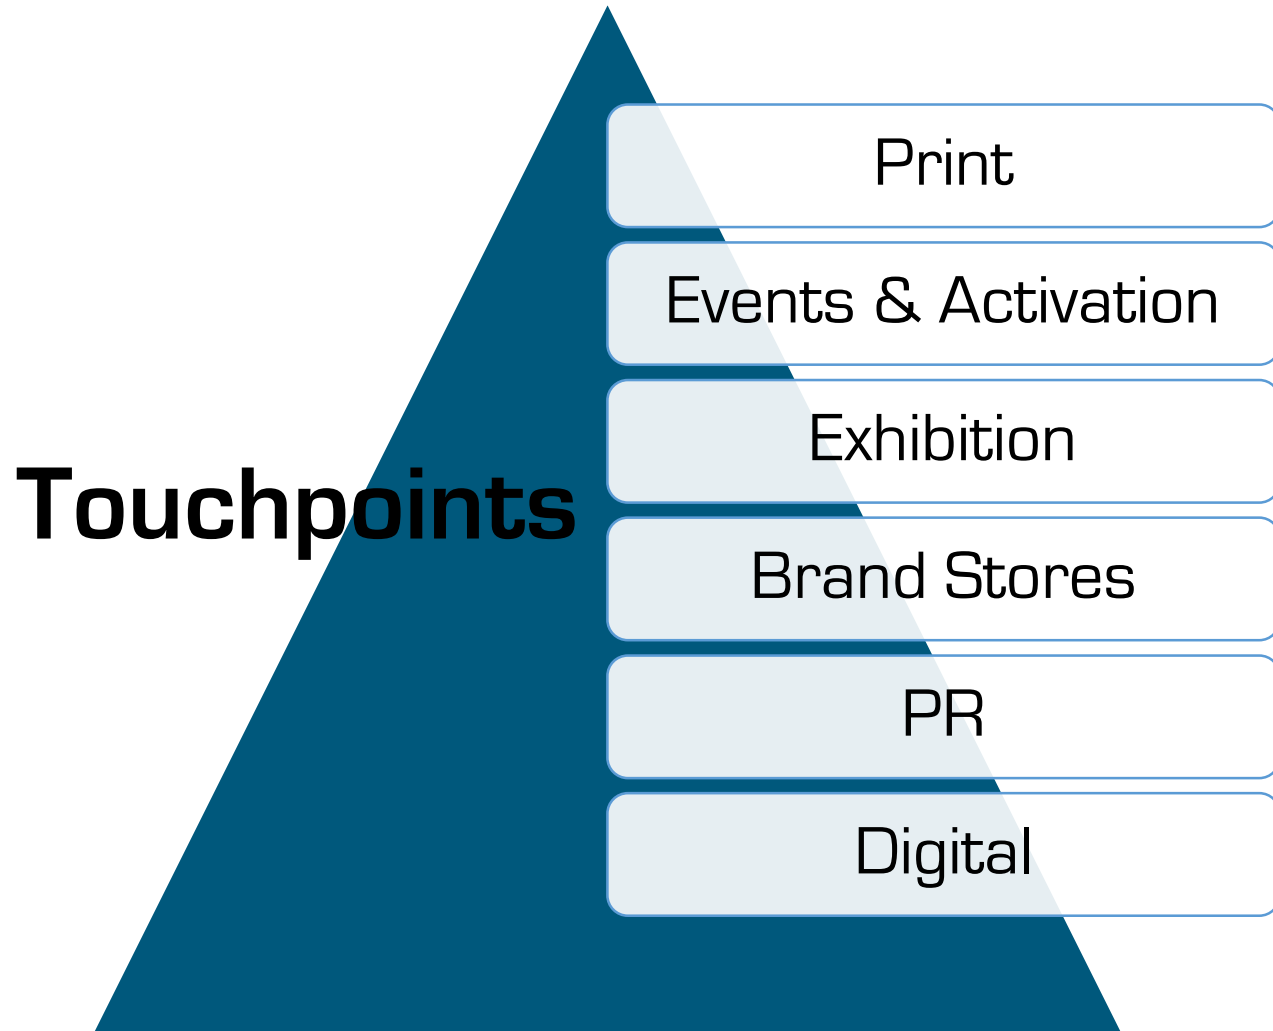 Print
Events & Activation
Exhibition
Touchpoints
Brand Stores
PR
Digital